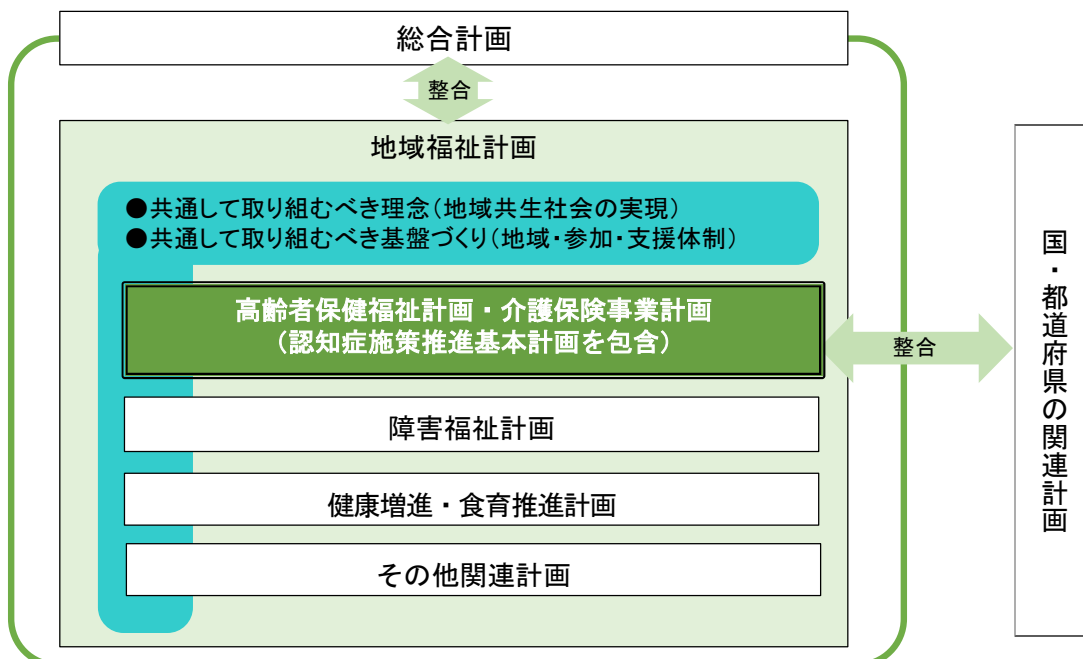 総合計画
整合
地域福祉計画
●共通して取り組むべき理念（地域共生社会の実現）
●共通して取り組むべき基盤づくり（地域・参加・支援体制）
高齢者保健福祉計画・介護保険事業計画
（認知症施策推進基本計画を包含）
整合
国・都道府県の関連計画
障害福祉計画
健康増進・食育推進計画
その他関連計画